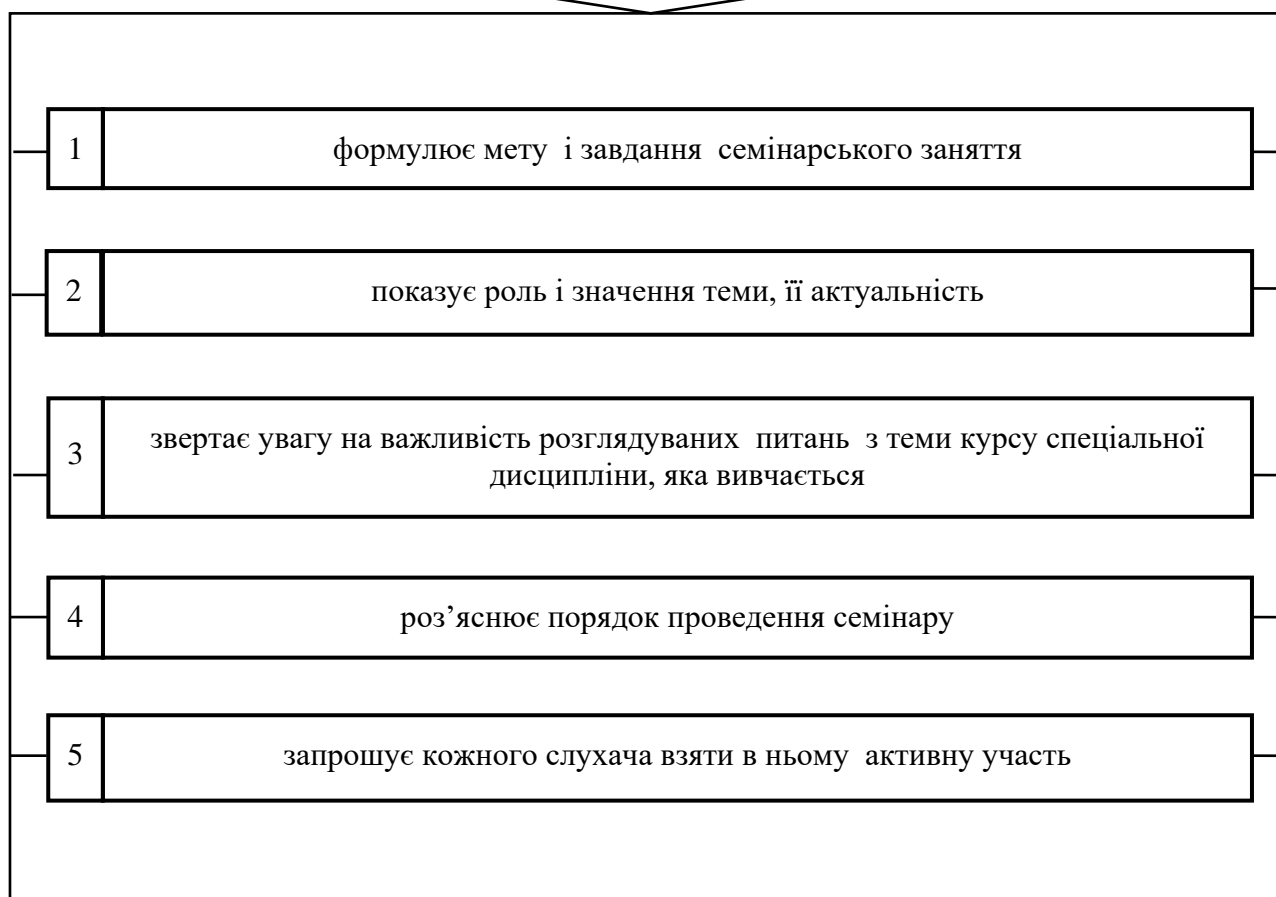 1 формулює мету і завдання семінарського заняття
2 показує роль і значення теми, її актуальність
3 звертає увагу на важливість розглядуваних питань з теми курсу спеціальної
дисципліни, яка вивчається
4 роз’яснює порядок проведення семінару
5 запрошує кожного слухача взяти в ньому активну участь